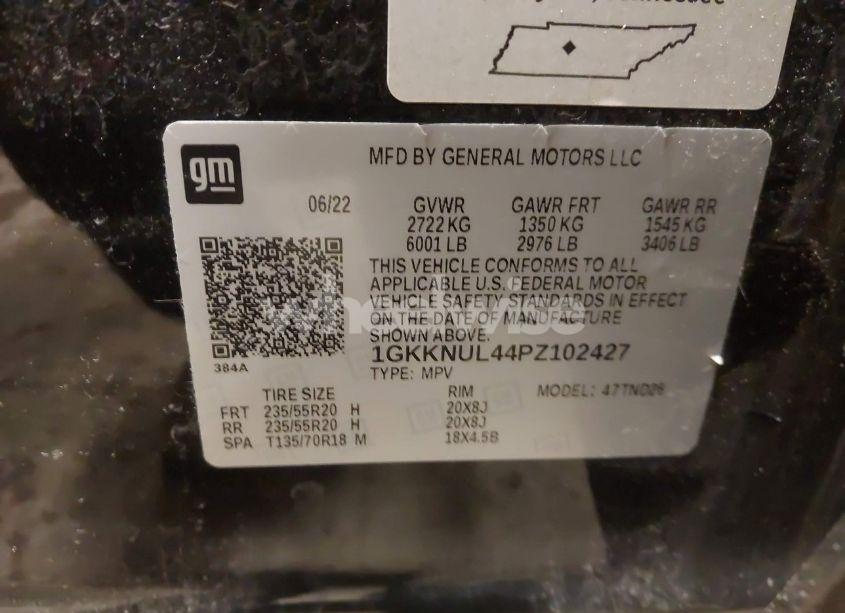 gm
MFD BY GENERAL MOTORS LLC
06/22 GVWR GAWR FRT GAWR RR
2722 KG 1350 KG 1545 KG
6001 LB 2976 LB 3406 LB
THIS VEHICLE CONFORMS TO ALL
APPLICABLE U.S. FEDERAL MOTOR
VEHICLE SAFETY STANDARDS IN EFFECT
ON THE DATE OF MANUFACTURE
SHOWN ABOVE.
1GKKNUL44PZ102427
384A
TYPE: MPV
TIRE SIZE RIM MODEL: 47TND26
FRT 235/55R20 H 20X8J
RR 235/55R20 H 20X8J
SPA T135/70R18 M 18X4.5B